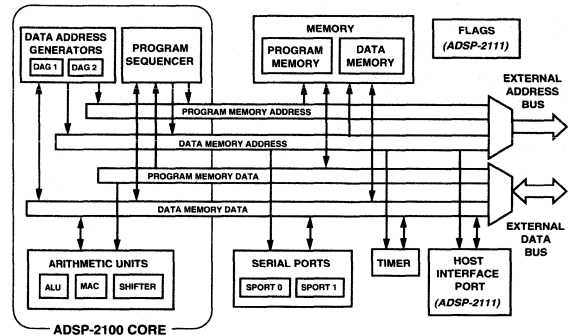 DATA ADDRESS
GENERATORS
DAG 1
DAG 2
PROGRAM
SEQUENCER
MEMORY
PROGRAM
MEMORY
DATA
MEMORY
FLAGS
(ADSP-2111)
EXTERNAL
ADDRESS
BUS
PROGRAM MEMORY ADDRESS
DATA MEMORY ADDRESS
PROGRAM MEMORY DATA
DATA MEMORY DATA
EXTERNAL
DATA
BUS
ARITHMETIC UNITS
ALU
MAC
SHIFTER
SERIAL PORTS
SPORT 0
SPORT 1
TIMER
HOST
INTERFACE
PORT
(ADSP-2111)
ADSP-2100 CORE